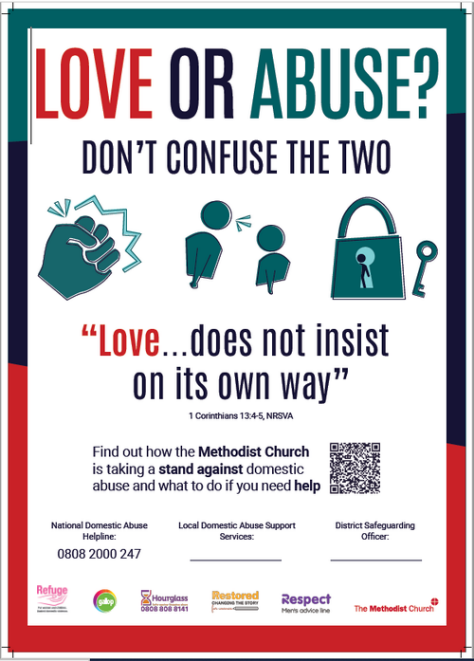 LOVE OR ABUSE?
DON'T CONFUSE THE TWO
“Love...does not insist
on its own way”
1 Corinthians 13:4-5, NRSVA
Find out how the Methodist Church
is taking a stand against domestic
abuse and what to do if you need help
National Domestic Abuse
Helpline:
0808 2000 247
Local Domestic Abuse Support
Services:
District Safeguarding
Officer:
Refuge
galop
Hourglass
0808 808 8141
Restored
CHANGING THE STORY
Respect
Men's advice line
The Methodist Church